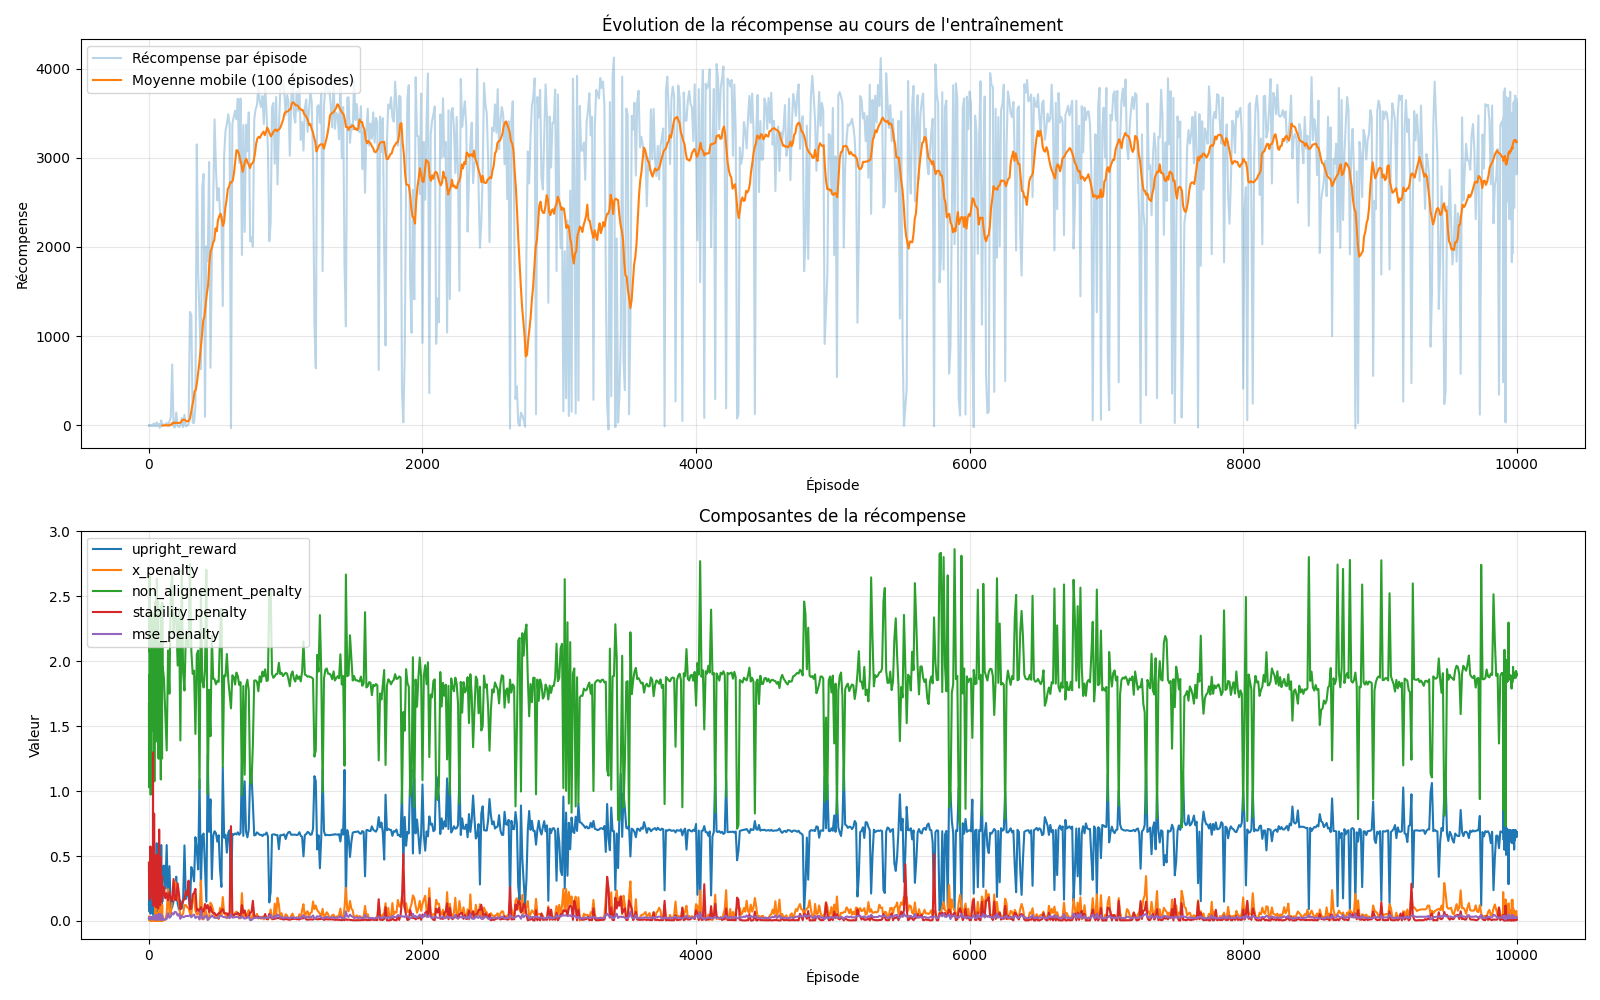 Évolution de la récompense au cours de l'entraînement
Récompense par épisode
Moyenne mobile (100 épisodes)
Récompense
4000
3000
2000
1000
0
0 2000 4000 6000 8000 10000
Épisode
Composantes de la récompense
upright_reward
x_penalty
non_alignement_penalty
stability_penalty
mse_penalty
Valeur
3.0
2.5
2.0
1.5
1.0
0.5
0.0
0 2000 4000 6000 8000 10000
Épisode